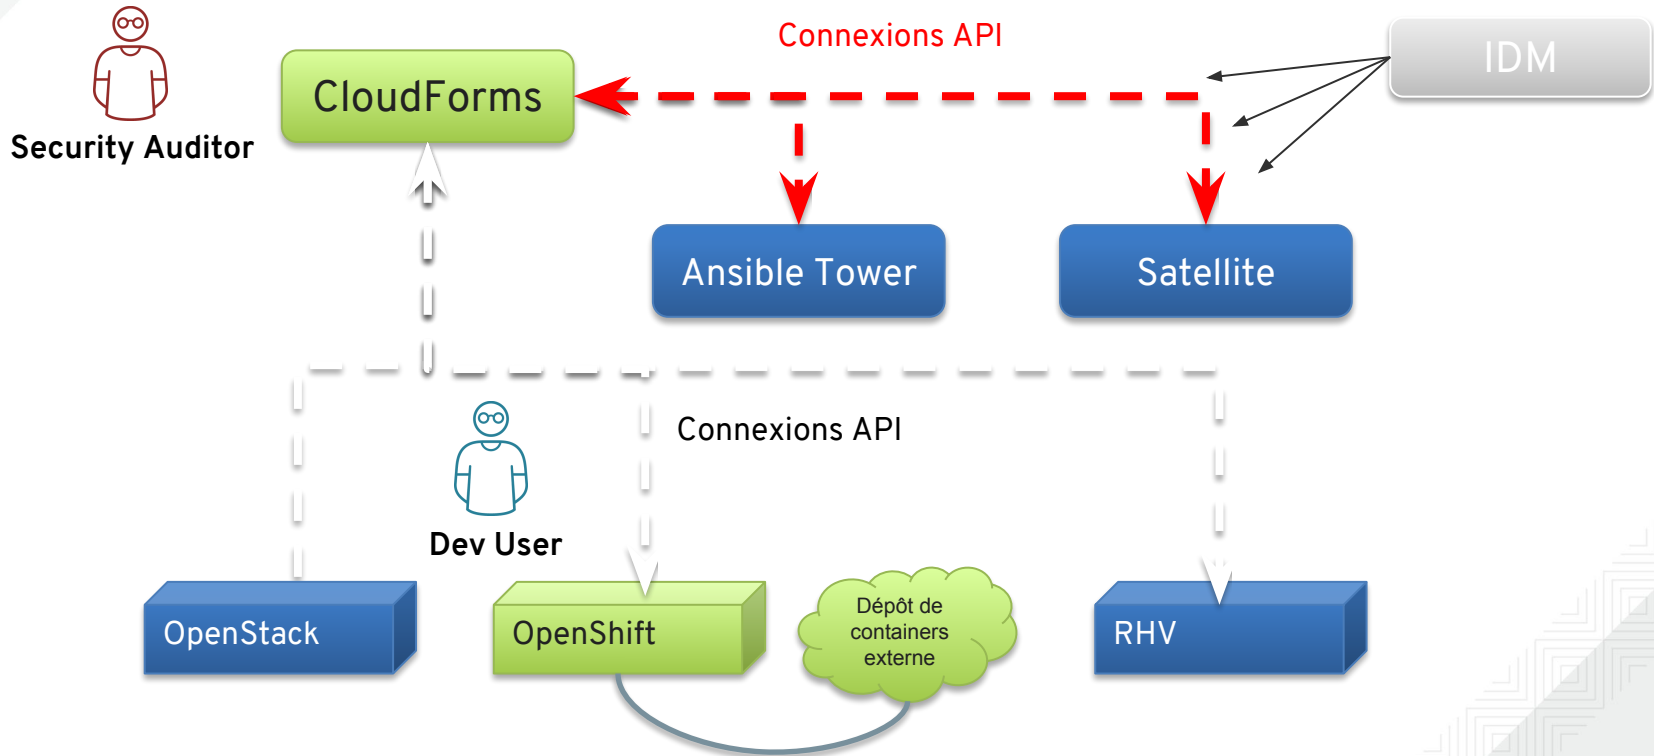 Connexions API
IDM
CloudForms
Security Auditor
Ansible Tower
Satellite
Connexions API
Dev User
OpenStack
OpenShift
Dépôt de
containers
externe
RHV